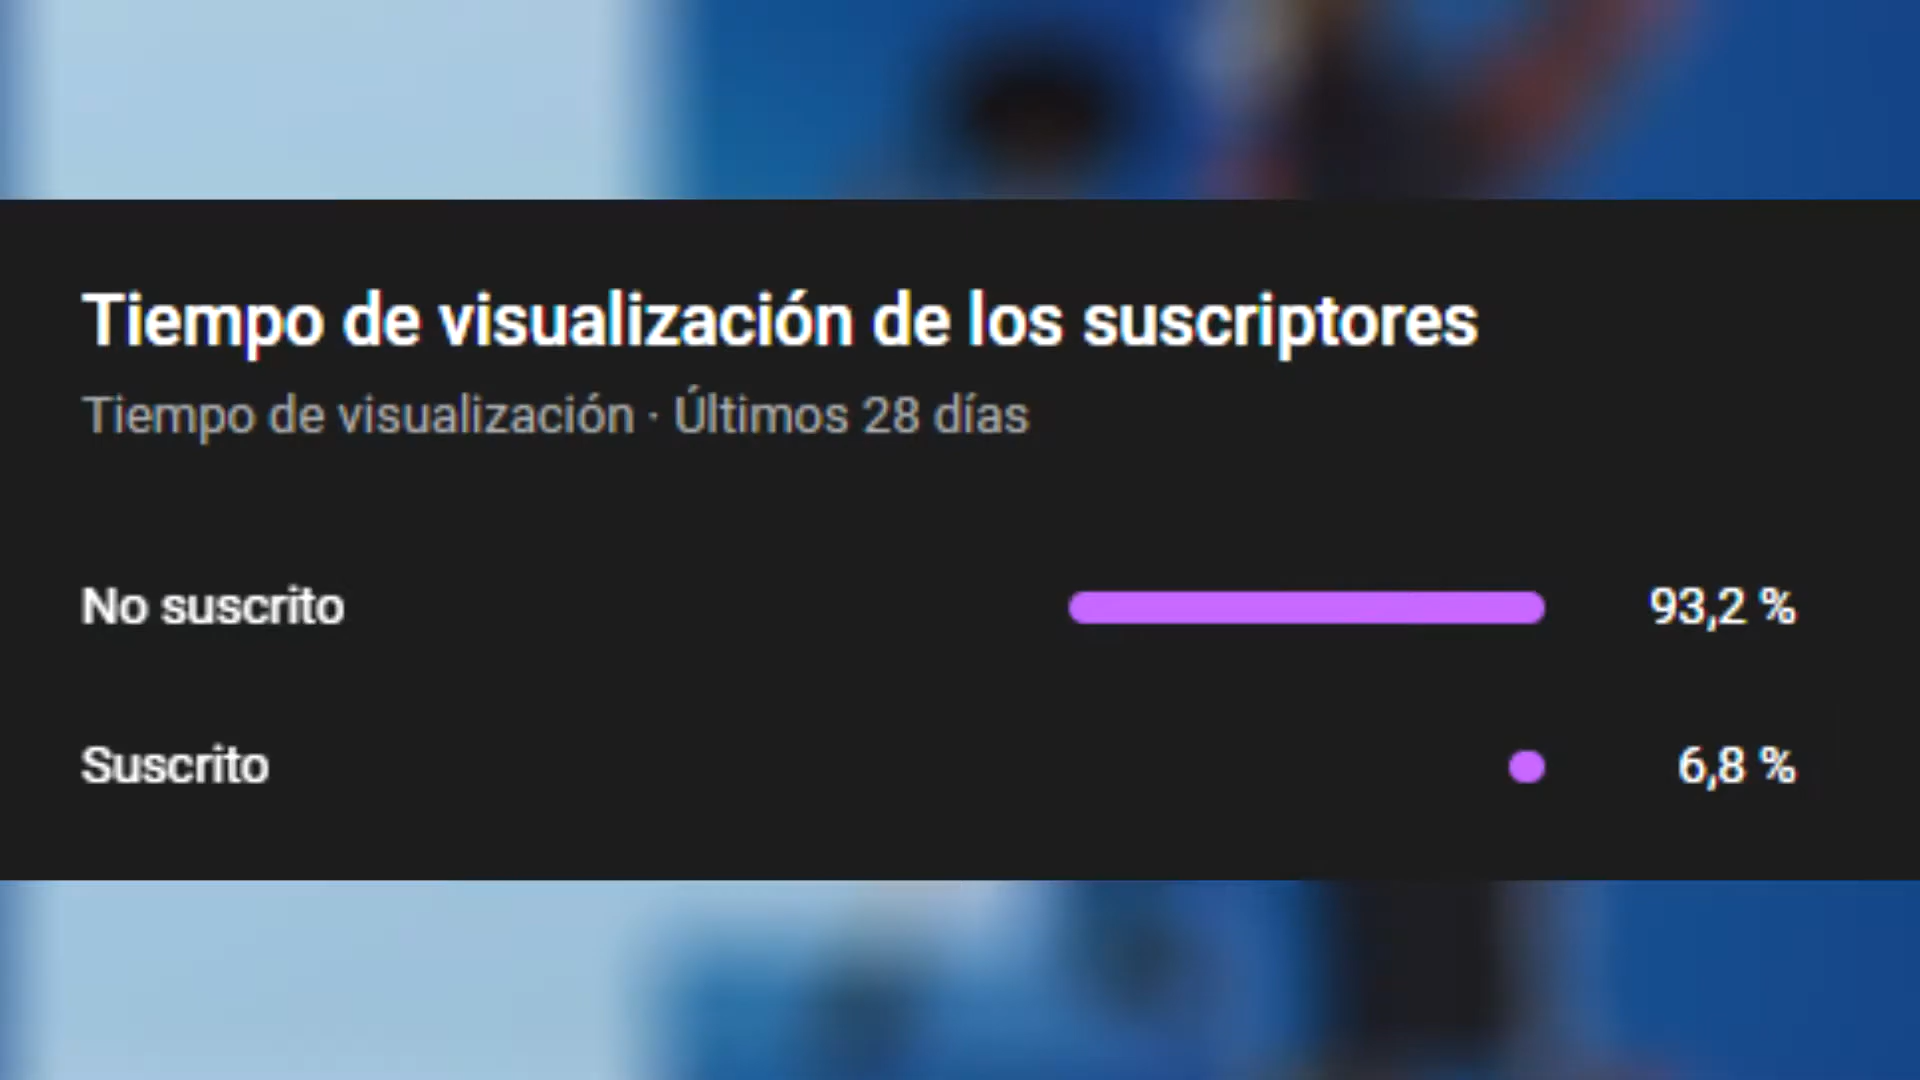 Tiempo de visualización de los suscriptores
Tiempo de visualización · Últimos 28 días
No suscrito 93,2 %
Suscrito 6,8 %